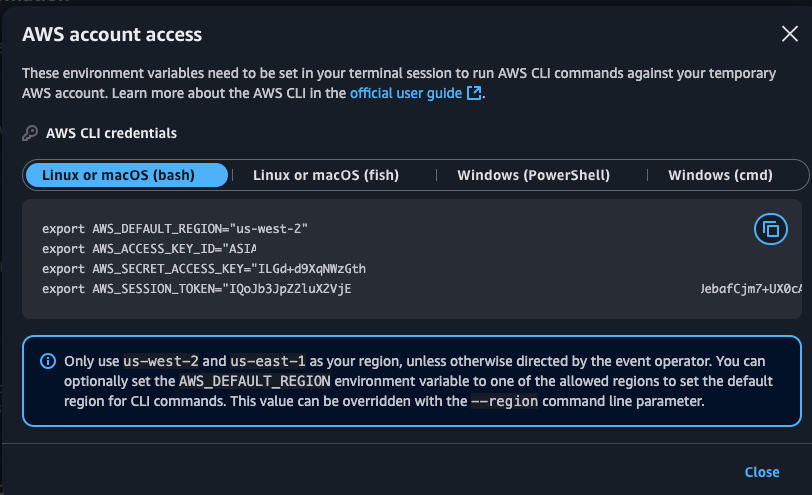 AWS account access
These environment variables need to be set in your terminal session to run AWS CLI commands against your temporary
AWS account. Learn more about the AWS CLI in the official user guide.
AWS CLI credentials
Linux or macOS (bash) | Linux or macOS (fish) | Windows (PowerShell) | Windows (cmd)
export AWS_DEFAULT_REGION="us-west-2"
export AWS_ACCESS_KEY_ID="ASIA
export AWS_SECRET_ACCESS_KEY="ILGd+d9XqNWzGth
export AWS_SESSION_TOKEN="IQoJb3JpZ2luX2VjE JebafCjm7+UX0cA
Only use us-west-2 and us-east-1 as your region, unless otherwise directed by the event operator. You can
optionally set the AWS_DEFAULT_REGION environment variable to one of the allowed regions to set the default
region for CLI commands. This value can be overridden with the --region command line parameter.
Close